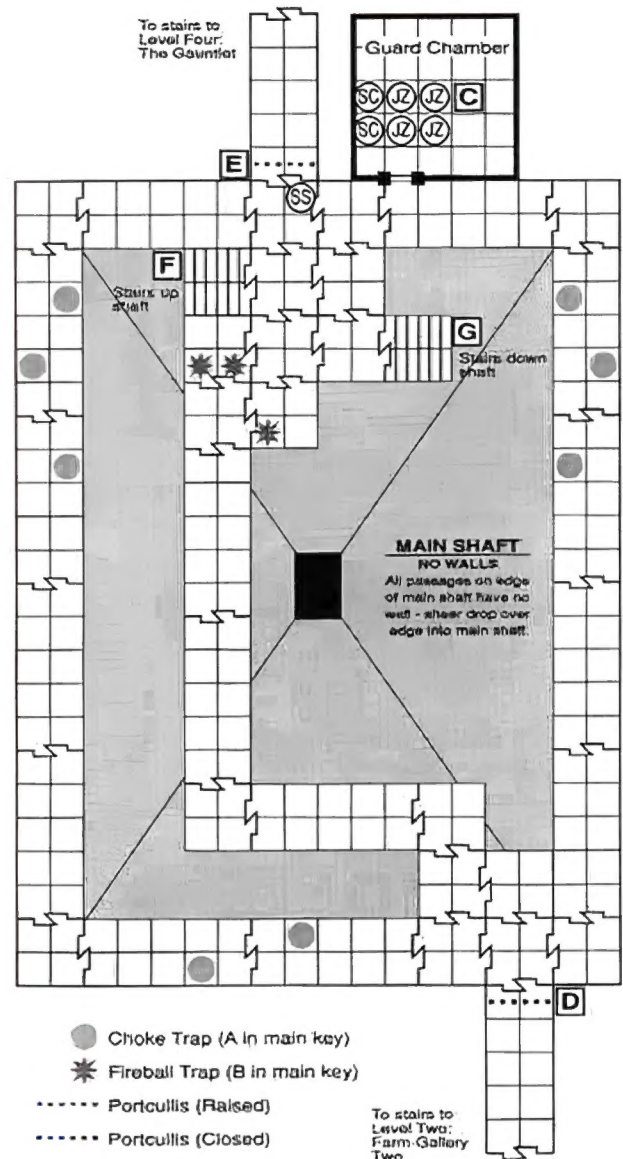 To stairs to
Level Four:
The Gauntlet
Guard Chamber
SC JZ JZ C
SC JZ JZ
E
SS
F
Stairs up
shaft
G
Stairs down
shaft
MAIN SHAFT
NO WALLS
All passages on edge
of main shaft have no
wall - sheer drop over
edge into main shaft.
D
Choke Trap (A in main key)
Fireball Trap (B in main key)
Portcullis (Raised)
Portcullis (Closed)
To stairs to
Level Two:
Farm-Gallery
Two